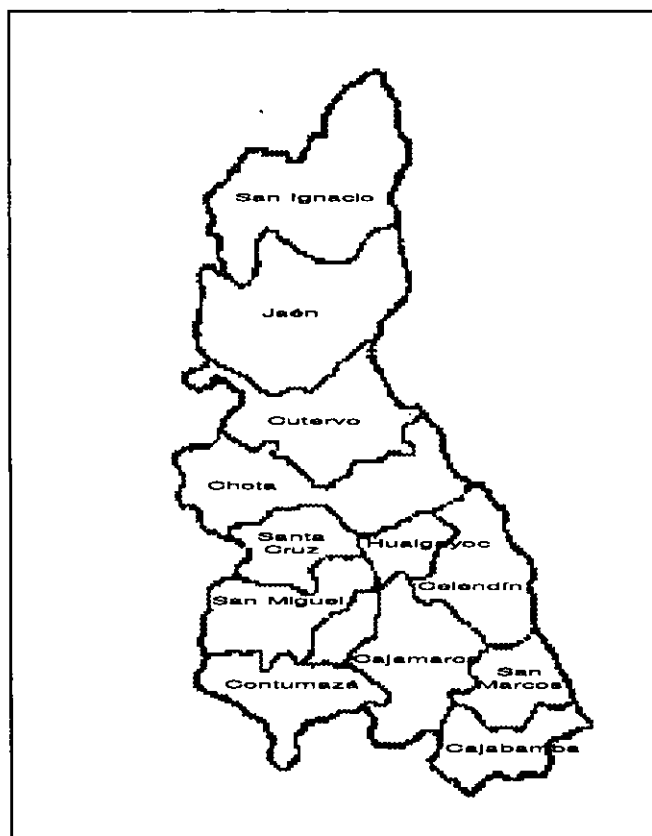 San Ignacio
Jaén
Cutervo
Chota
Santa
Cruz
Hualgayoc
Celendín
San Miguel
Cajamarca
San
Marcos
Contumazá
Cajabamba